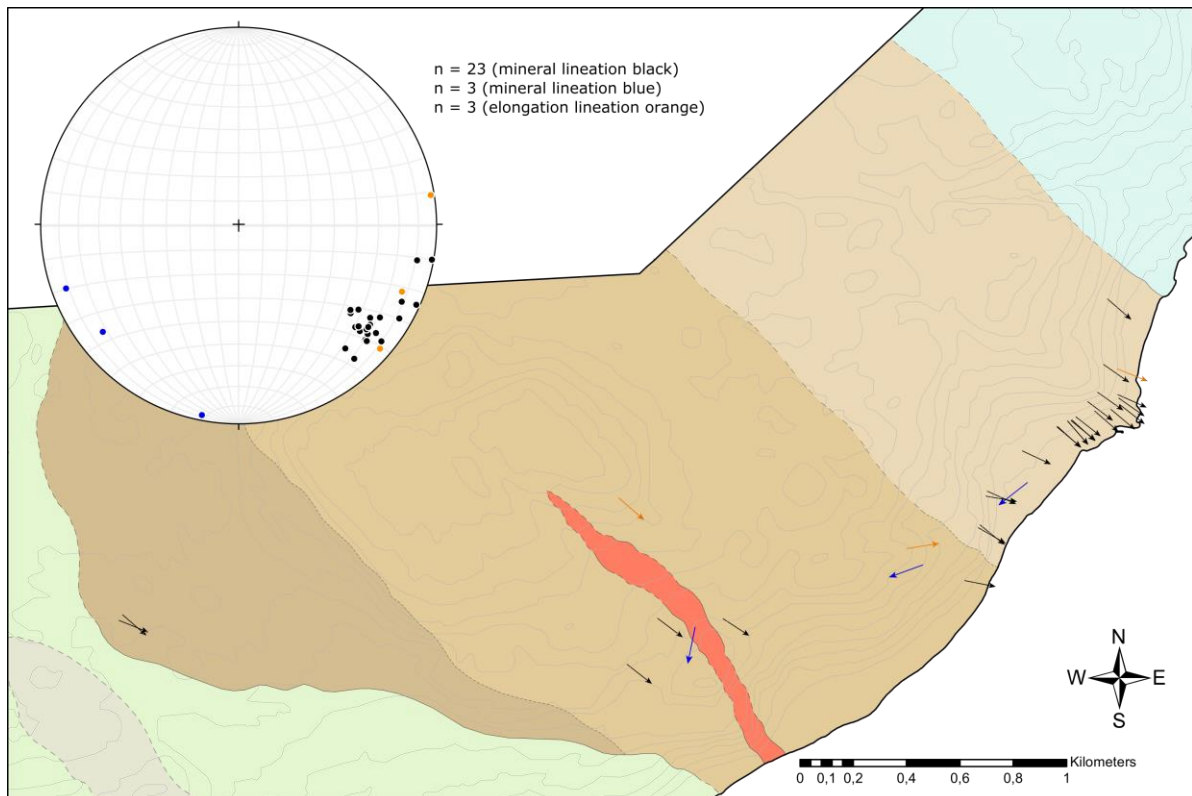 n = 23 (mineral lineation black)
n = 3 (mineral lineation blue)
n = 3 (elongation lineation orange)
N
W E
S
Kilometers
0 0,1 0,2 0,4 0,6 0,8 1